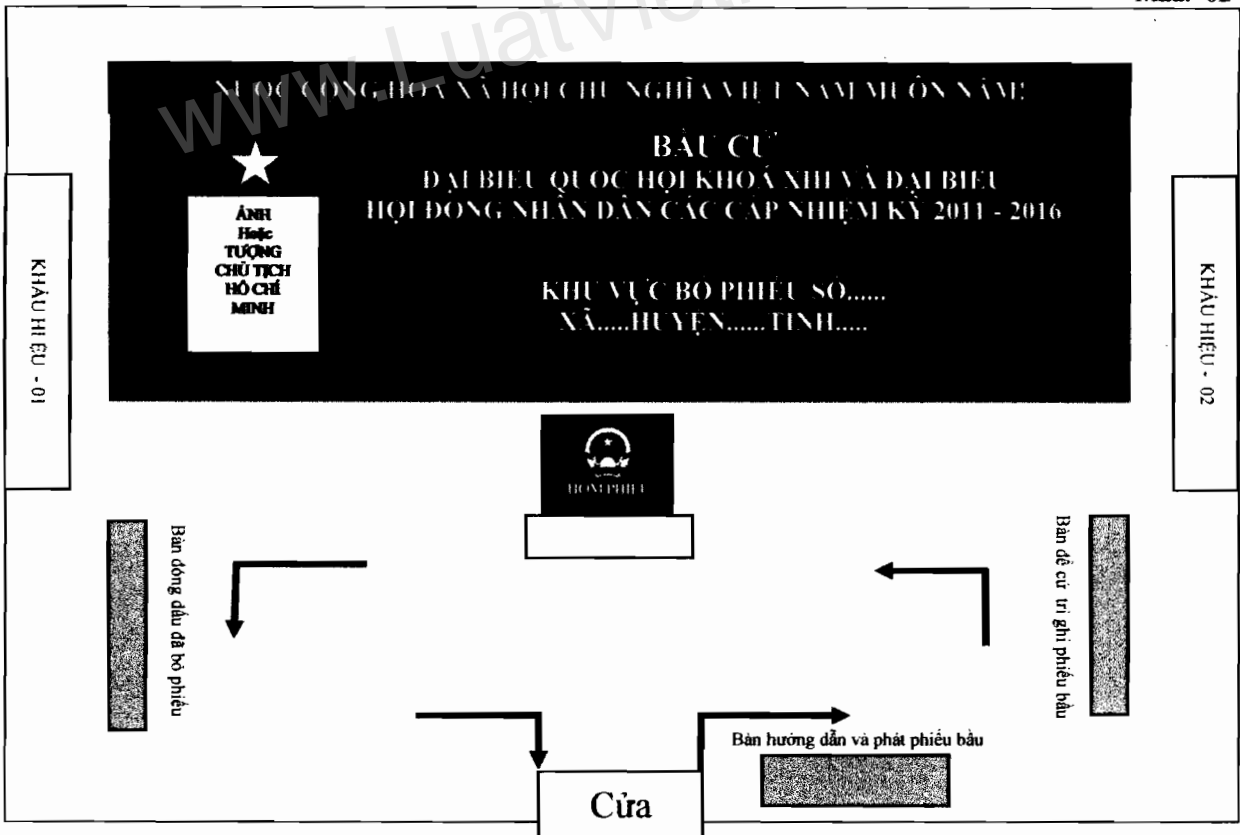 www.LuatViet
NƯỚC CỘNG HOÀ XÃ HỘI CHỦ NGHĨA VIỆT NAM MUÔN NĂM!
BẦU CỬ
ĐẠI BIỂU QUỐC HỘI KHOÁ XIII VÀ ĐẠI BIỂU
HỘI ĐỒNG NHÂN DÂN CÁC CẤP NHIỆM KỲ 2011 - 2016
ẢNH
Hoặc
TƯỢNG
CHỦ TỊCH
HỒ CHÍ
MINH
KHU VỰC BỎ PHIẾU SỐ......
XÃ.....HUYỆN......TỈNH.....
KHẨU HIỆU - 01
KHẨU HIỆU - 02
HÒM PHIẾU
Bàn đóng dấu đã bỏ phiếu
Bàn để cử tri ghi phiếu bầu
Bàn hướng dẫn và phát phiếu bầu
Cửa